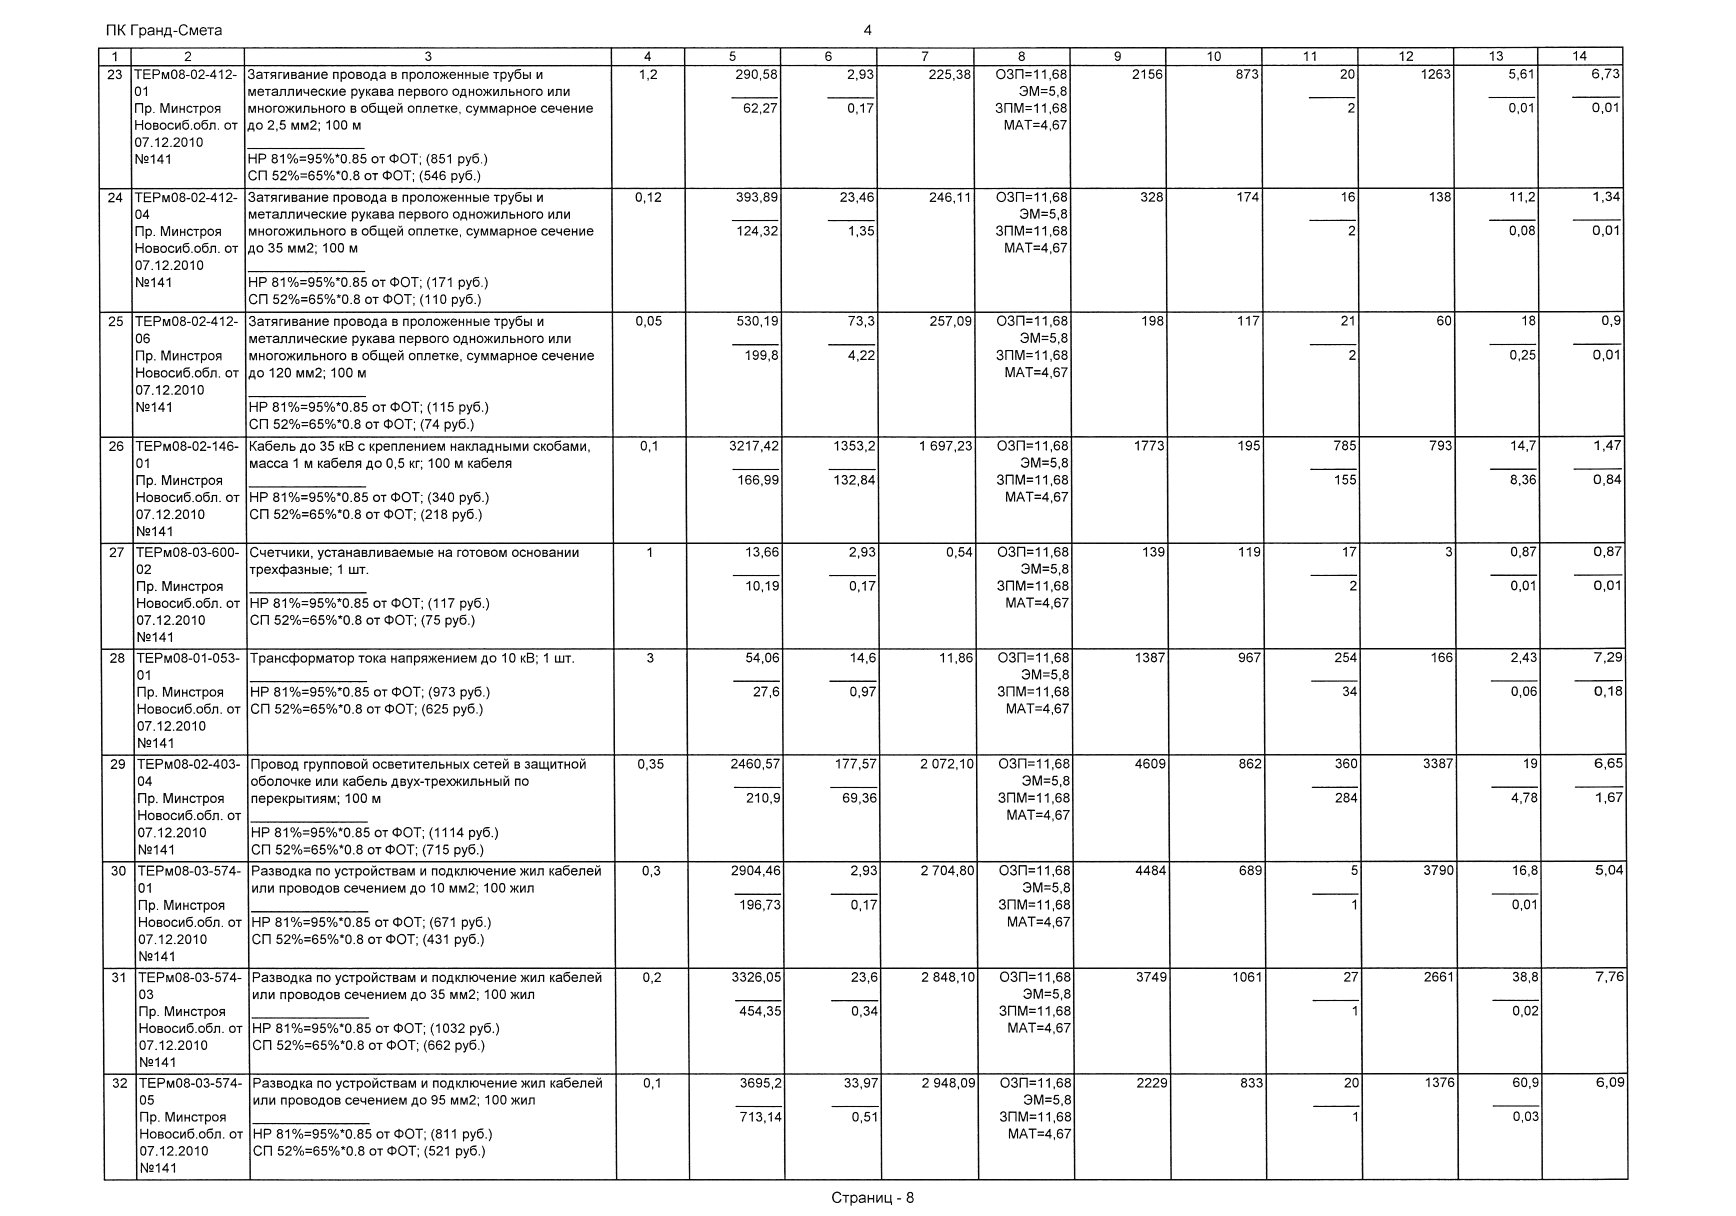 ПК Гранд-Смета 4
1 2 3 4 5 6 7 8 9 10 11 12 13 14
23 ТЕРм08-02-412- Затягивание провода в проложенные трубы и 1,2 290,58 2,93 225,38 ОЗП=11,68 2156 873 20 1263 5,61 6,73
01 металлические рукава первого одножильного или ЭМ=5,8
Пр. Минстроя многожильного в общей оплетке, суммарное сечение 62,27 0,17 ЗПМ=11,68 2 0,01 0,01
Новосиб.обл. от до 2,5 мм2; 100 м МАТ=4,67
07.12.2010
№141 НР 81%=95%*0.85 от ФОТ; (851 руб.)
СП 52%=65%*0.8 от ФОТ; (546 руб.)
24 ТЕРм08-02-412- Затягивание провода в проложенные трубы и 0,12 393,89 23,46 246,11 ОЗП=11,68 328 174 16 138 11,2 1,34
04 металлические рукава первого одножильного или ЭМ=5,8
Пр. Минстроя многожильного в общей оплетке, суммарное сечение 124,32 1,35 ЗПМ=11,68 2 0,08 0,01
Новосиб.обл. от до 35 мм2; 100 м МАТ=4,67
07.12.2010
№141 НР 81%=95%*0.85 от ФОТ; (171 руб.)
СП 52%=65%*0.8 от ФОТ; (110 руб.)
25 ТЕРм08-02-412- Затягивание провода в проложенные трубы и 0,05 530,19 73,3 257,09 ОЗП=11,68 198 117 21 60 18 0,9
06 металлические рукава первого одножильного или ЭМ=5,8
Пр. Минстроя многожильного в общей оплетке, суммарное сечение 199,8 4,22 ЗПМ=11,68 2 0,25 0,01
Новосиб.обл. от до 120 мм2; 100 м МАТ=4,67
07.12.2010
№141 НР 81%=95%*0.85 от ФОТ; (115 руб.)
СП 52%=65%*0.8 от ФОТ; (74 руб.)
26 ТЕРм08-02-146- Кабель до 35 кВ с креплением накладными скобами, 0,1 3217,42 1353,2 1 697,23 ОЗП=11,68 1773 195 785 793 14,7 1,47
01 масса 1 м кабеля до 0,5 кг; 100 м кабеля ЭМ=5,8
Пр. Минстроя 166,99 132,84 ЗПМ=11,68 155 8,36 0,84
Новосиб.обл. от НР 81%=95%*0.85 от ФОТ; (340 руб.) МАТ=4,67
07.12.2010 СП 52%=65%*0.8 от ФОТ; (218 руб.)
№141
27 ТЕРм08-03-600- Счетчики, устанавливаемые на готовом основании 1 13,66 2,93 0,54 ОЗП=11,68 139 119 17 3 0,87 0,87
02 трехфазные; 1 шт. ЭМ=5,8
Пр. Минстроя 10,19 0,17 ЗПМ=11,68 2 0,01 0,01
Новосиб.обл. от НР 81%=95%*0.85 от ФОТ; (117 руб.) МАТ=4,67
07.12.2010 СП 52%=65%*0.8 от ФОТ; (75 руб.)
№141
28 ТЕРм08-01-053- Трансформатор тока напряжением до 10 кВ; 1 шт. 3 54,06 14,6 11,86 ОЗП=11,68 1387 967 254 166 2,43 7,29
01 ЭМ=5,8
Пр. Минстроя НР 81%=95%*0.85 от ФОТ; (973 руб.) 27,6 0,97 ЗПМ=11,68 34 0,06 0,18
Новосиб.обл. от СП 52%=65%*0.8 от ФОТ; (625 руб.) МАТ=4,67
07.12.2010
№141
29 ТЕРм08-02-403- Провод групповой осветительных сетей в защитной 0,35 2460,57 177,57 2 072,10 ОЗП=11,68 4609 862 360 3387 19 6,65
04 оболочке или кабель двух-трехжильный по ЭМ=5,8
Пр. Минстроя перекрытиям; 100 м 210,9 69,36 ЗПМ=11,68 284 4,78 1,67
Новосиб.обл. от МАТ=4,67
07.12.2010 НР 81%=95%*0.85 от ФОТ; (1114 руб.)
№141 СП 52%=65%*0.8 от ФОТ; (715 руб.)
30 ТЕРм08-03-574- Разводка по устройствам и подключение жил кабелей 0,3 2904,46 2,93 2 704,80 ОЗП=11,68 4484 689 5 3790 16,8 5,04
01 или проводов сечением до 10 мм2; 100 жил ЭМ=5,8
Пр. Минстроя 196,73 0,17 ЗПМ=11,68 1 0,01
Новосиб.обл. от НР 81%=95%*0.85 от ФОТ; (671 руб.) МАТ=4,67
07.12.2010 СП 52%=65%*0.8 от ФОТ; (431 руб.)
№141
31 ТЕРм08-03-574- Разводка по устройствам и подключение жил кабелей 0,2 3326,05 23,6 2 848,10 ОЗП=11,68 3749 1061 27 2661 38,8 7,76
03 или проводов сечением до 35 мм2; 100 жил ЭМ=5,8
Пр. Минстроя 454,35 0,34 ЗПМ=11,68 1 0,02
Новосиб.обл. от НР 81%=95%*0.85 от ФОТ; (1032 руб.) МАТ=4,67
07.12.2010 СП 52%=65%*0.8 от ФОТ; (662 руб.)
№141
32 ТЕРм08-03-574- Разводка по устройствам и подключение жил кабелей 0,1 3695,2 33,97 2 948,09 ОЗП=11,68 2229 833 20 1376 60,9 6,09
05 или проводов сечением до 95 мм2; 100 жил ЭМ=5,8
Пр. Минстроя 713,14 0,51 ЗПМ=11,68 1 0,03
Новосиб.обл. от НР 81%=95%*0.85 от ФОТ; (811 руб.) МАТ=4,67
07.12.2010 СП 52%=65%*0.8 от ФОТ; (521 руб.)
№141
Страниц - 8